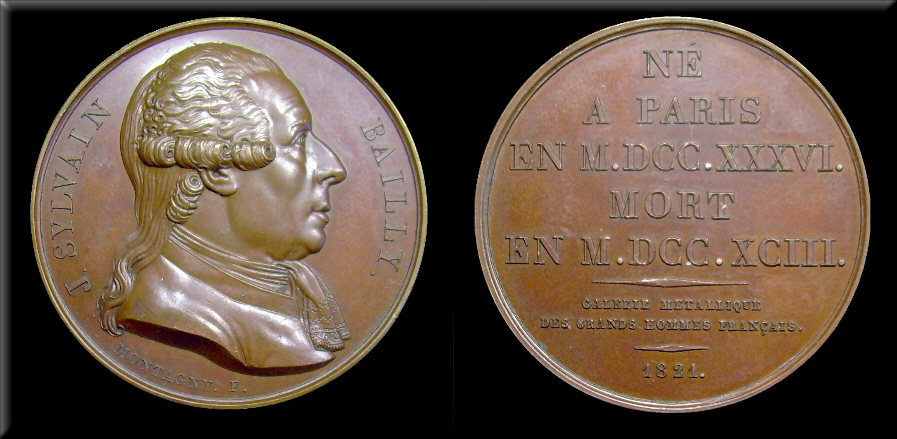 J. SYLVAIN
BAILLY.
MONTAGNY. F.
NÉ
A PARIS
EN M.DCC.XXXVI.
MORT
EN M.DCC.XCIII.
GALERIE METALLIQUE
DES GRANDS HOMMES FRANÇAIS.
1821.